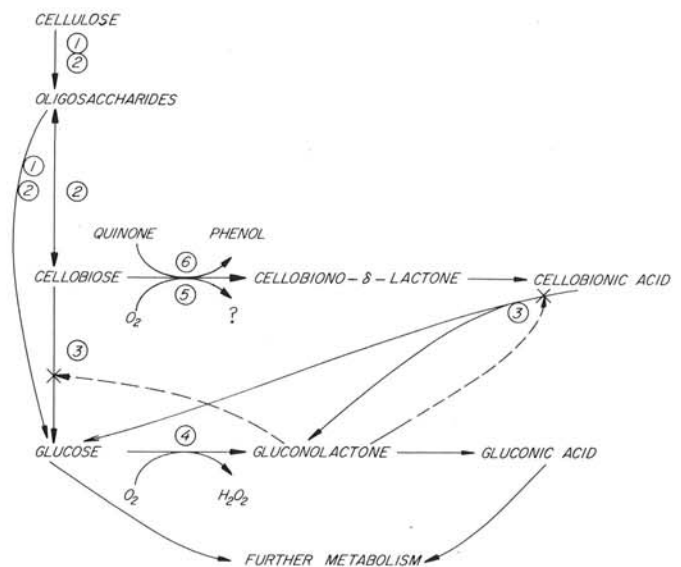 CELLULOSE
1
2
OLIGOSACCHARIDES
1
2
2
QUINONE PHENOL
6
CELLOBIOSE CELLOBIONO-δ-LACTONE CELLOBIONIC ACID
5
O₂ ?
3
3
4
GLUCOSE GLUCONOLACTONE GLUCONIC ACID
O₂ H₂O₂
FURTHER METABOLISM